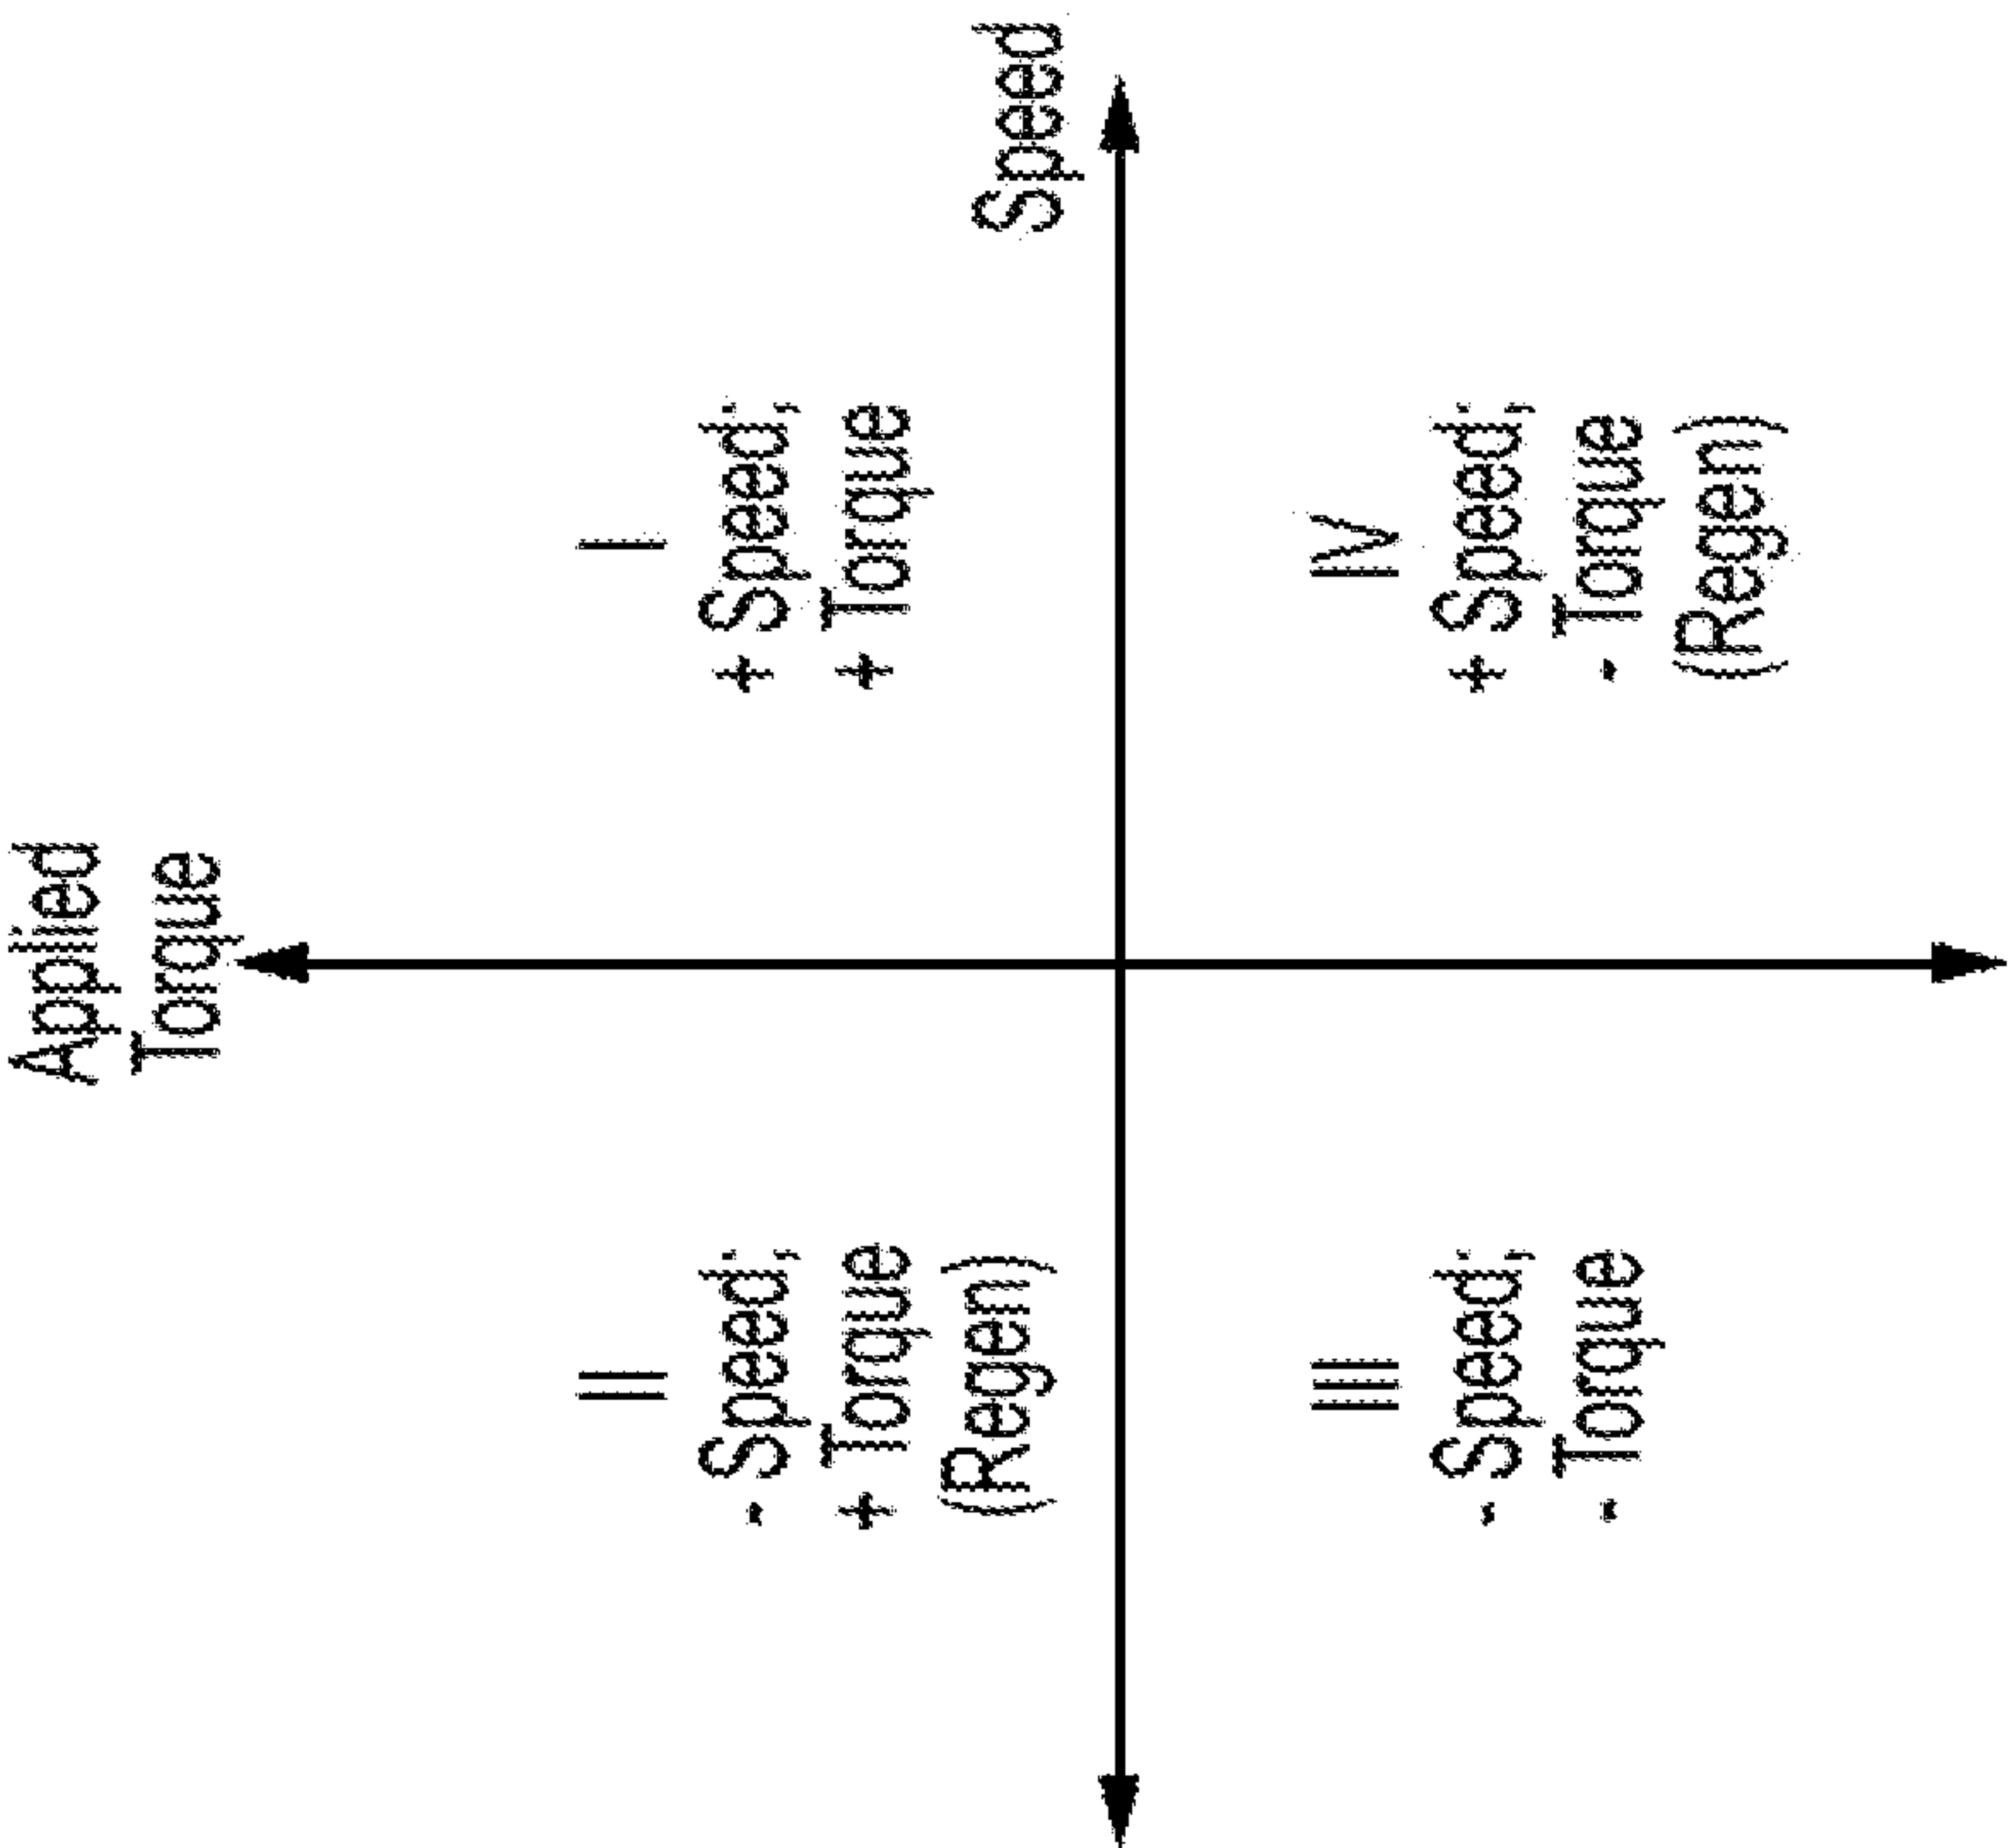 Applied
Torque
II
- Speed;
+ Torque
(Regen)
I
+ Speed;
+ Torque
Speed
III
- Speed;
- Torque
IV
+ Speed;
- Torque
(Regen)